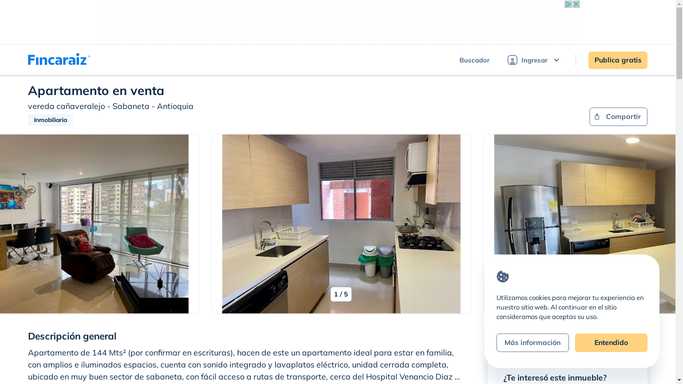 Fincaraiz
Buscador
Ingresar
Publica gratis
Apartamento en venta
vereda cañaveralejo - Sabaneta - Antioquia
Inmobiliaria
Compartir
1 / 5
Utilizamos cookies para mejorar tu experiencia en
nuestro sitio web. Al continuar en el sitio
consideramos que aceptas su uso.
Más información
Entendido
Descripción general
Apartamento de 144 Mts² (por confirmar en escrituras), hacen de este un apartamento ideal para estar en familia,
con amplios e iluminados espacios, cuenta con sonido integrado y lavaplatos eléctrico, unidad cerrada completa,
ubicado en muy buen sector de sabaneta, con fácil acceso a rutas de transporte, cerca del Hospital Venancio Diaz ...
¿Te interesó este inmueble?